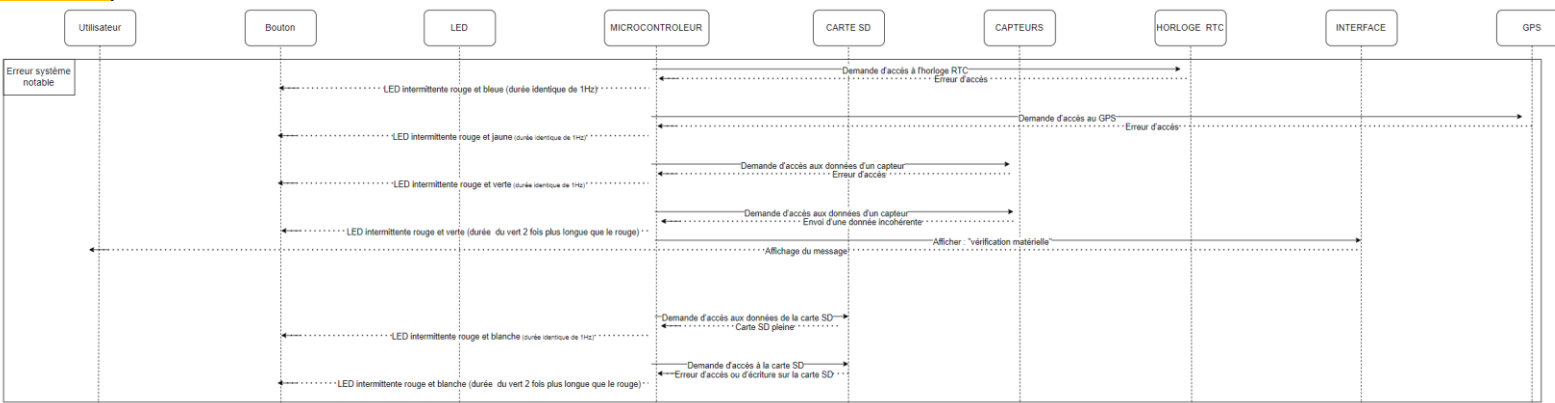 Utilisateur
Bouton
LED
MICROCONTROLEUR
CARTE SD
CAPTEURS
HORLOGE RTC
INTERFACE
GPS
Erreur système
notable
Demande d'accès à l'horloge RTC
Erreur d'accès
LED intermittente rouge et bleue (durée identique de 1Hz)
Demande d'accès au GPS
Erreur d'accès
LED intermittente rouge et jaune (durée identique de 1Hz)"
Demande d'accès aux données d'un capteur
Erreur d'accès
LED intermittente rouge et verte (durée identique de 1Hz)"
Demande d'accès aux données d'un capteur
Envoi d'une donnée incohérente
LED intermittente rouge et verte (durée du vert 2 fois plus longue que le rouge)
Afficher : "vérification matérielle"
Affichage du message
Demande d'accès aux données de la carte SD
Carte SD pleine
LED intermittente rouge et blanche (durée identique de 1Hz)"
Demande d'accès à la carte SD
Erreur d'accès ou d'écriture sur la carte SD
LED intermittente rouge et blanche (durée du vert 2 fois plus longue que le rouge)